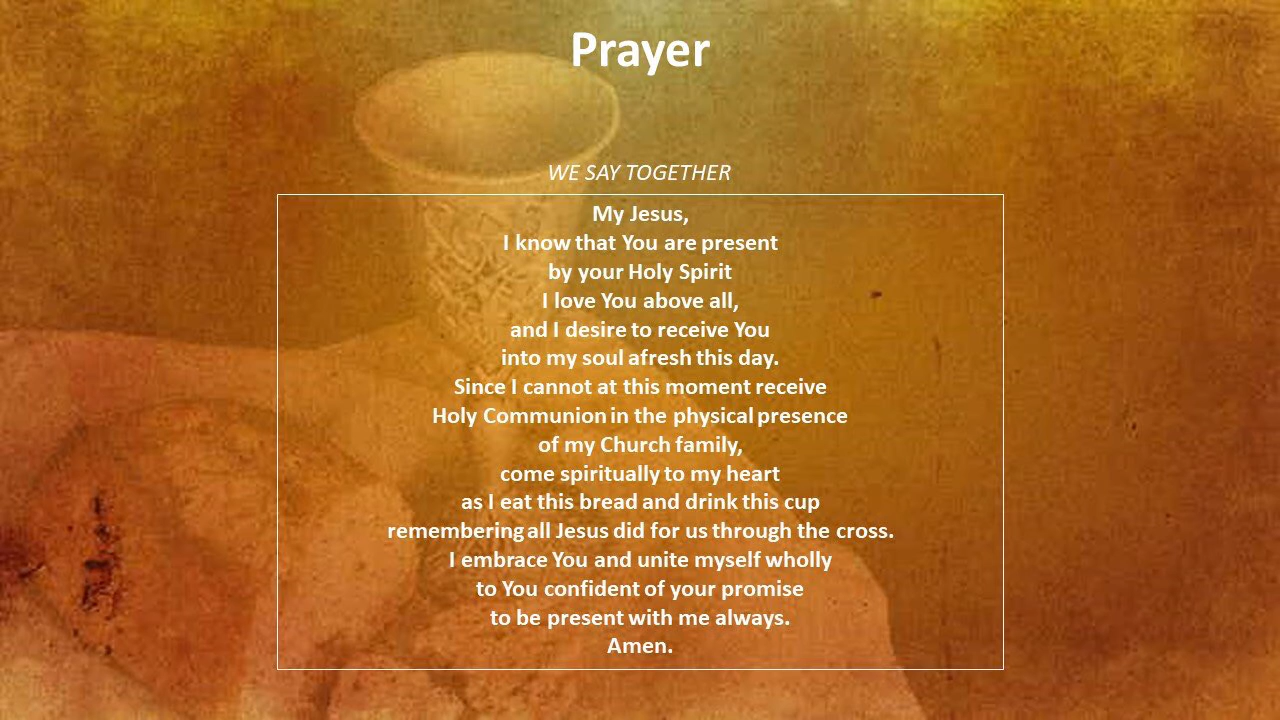 Prayer
WE SAY TOGETHER
My Jesus,
I know that You are present
by your Holy Spirit
I love You above all,
and I desire to receive You
into my soul afresh this day.
Since I cannot at this moment receive
Holy Communion in the physical presence
of my Church family,
come spiritually to my heart
as I eat this bread and drink this cup
remembering all Jesus did for us through the cross.
I embrace You and unite myself wholly
to You confident of your promise
to be present with me always.
Amen.